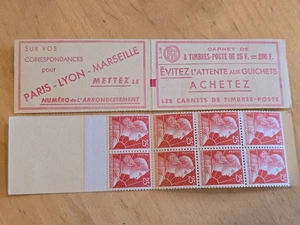 SUR VOS
CORRESPONDANCES
pour
PARIS-LYON-MARSEILLE
METTEZ LE
NUMÉRO DE L'ARRONDISSEMENT
CARNET DE
8 TIMBRES-POSTE DE 25 F. = 200 F.
ÉVITEZ L'ATTENTE AUX GUICHETS
ACHETEZ
LES CARNETS DE TIMBRES-POSTE